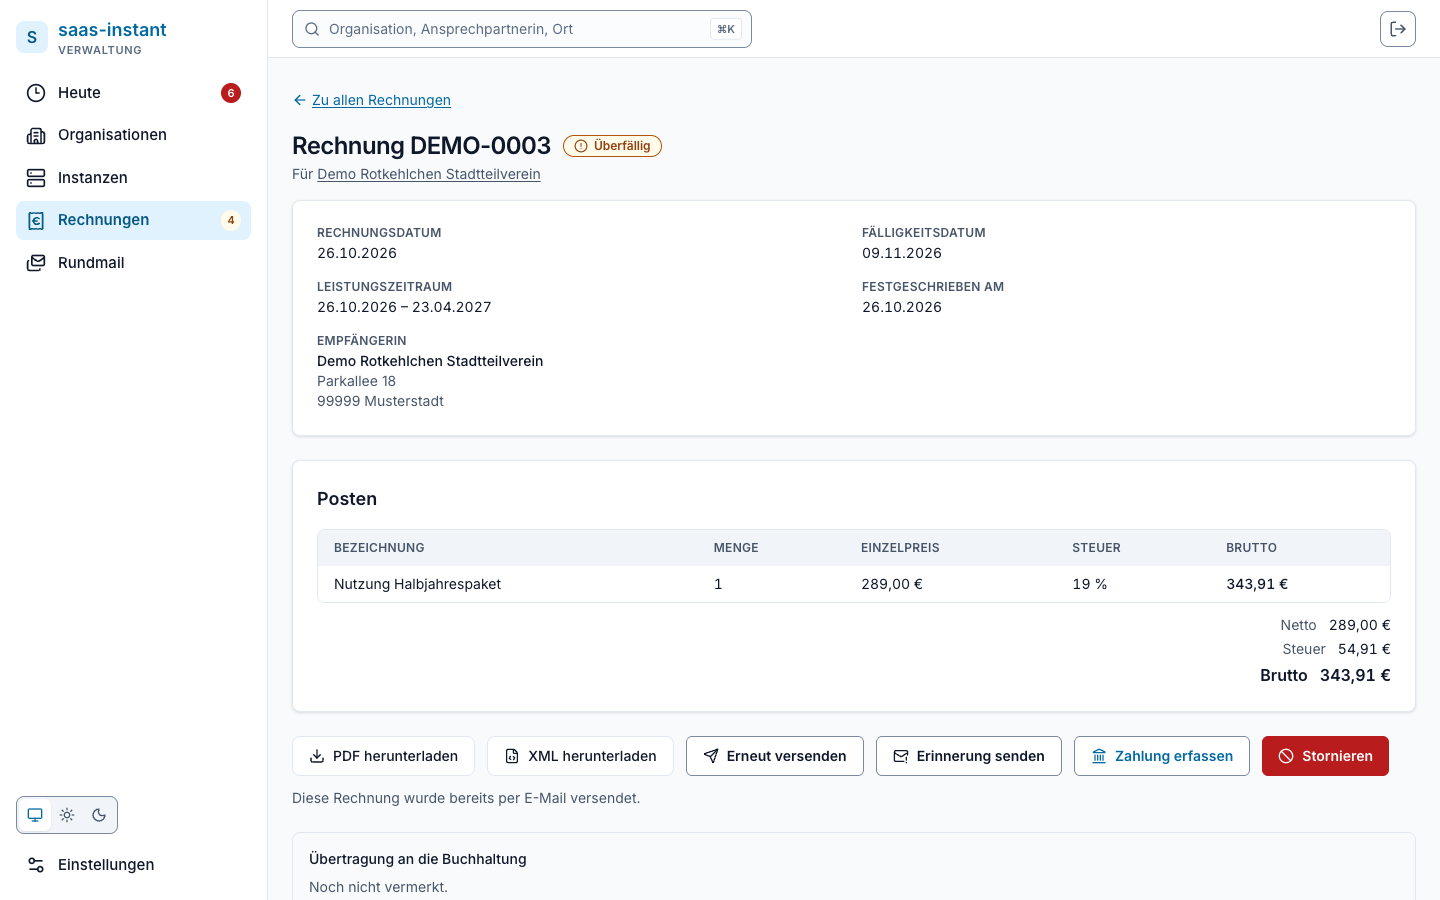 S
saas-instant
VERWALTUNG
Heute 6
Organisationen
Instanzen
Rechnungen 4
Rundmail
Einstellungen
Organisation, Ansprechpartnerin, Ort ⌘K
Zu allen Rechnungen
Rechnung DEMO-0003 Überfällig
Für Demo Rotkehlchen Stadtteilverein
RECHNUNGSDATUM
26.10.2026
FÄLLIGKEITSDATUM
09.11.2026
LEISTUNGSZEITRAUM
26.10.2026 – 23.04.2027
FESTGESCHRIEBEN AM
26.10.2026
EMPFÄNGERIN
Demo Rotkehlchen Stadtteilverein
Parkallee 18
99999 Musterstadt
Posten
BEZEICHNUNG MENGE EINZELPREIS STEUER BRUTTO
Nutzung Halbjahrespaket 1 289,00 € 19 % 343,91 €
Netto 289,00 €
Steuer 54,91 €
Brutto 343,91 €
PDF herunterladen XML herunterladen Erneut versenden Erinnerung senden Zahlung erfassen Stornieren
Diese Rechnung wurde bereits per E-Mail versendet.
Übertragung an die Buchhaltung
Noch nicht vermerkt.